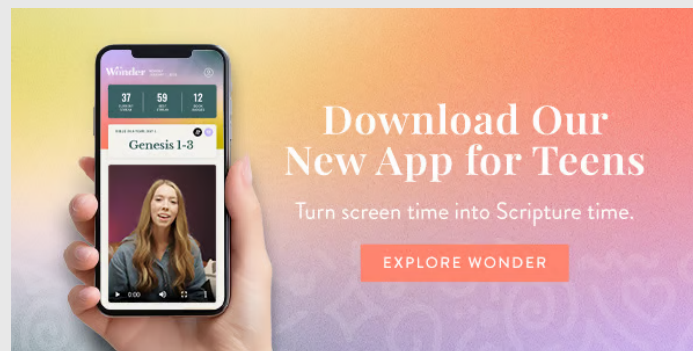 Wonder
37
59
12
Genesis 1-3
0:00
Download Our
New App for Teens
Turn screen time into Scripture time.
EXPLORE WONDER